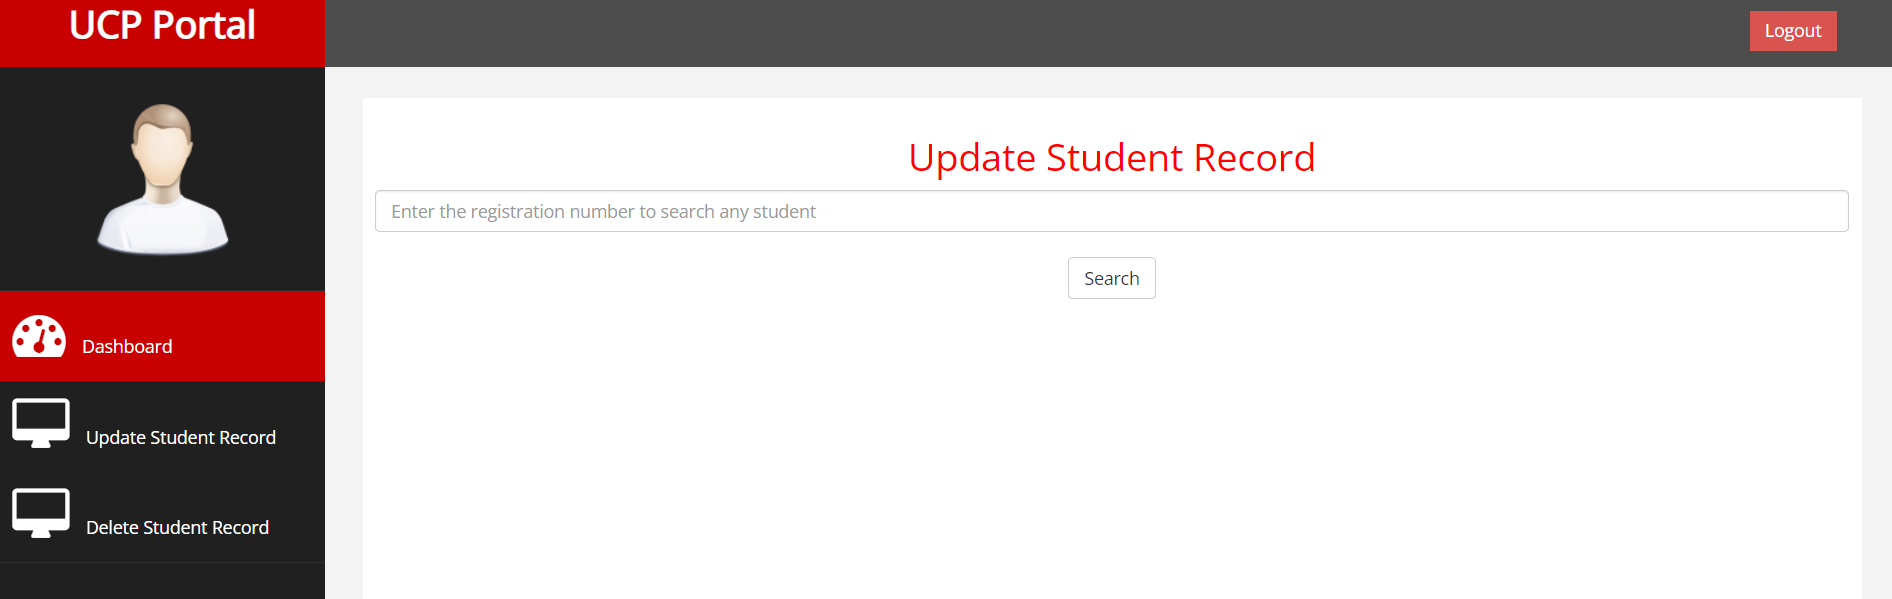 UCP Portal
Logout
Update Student Record
Enter the registration number to search any student
Search
Dashboard
Update Student Record
Delete Student Record